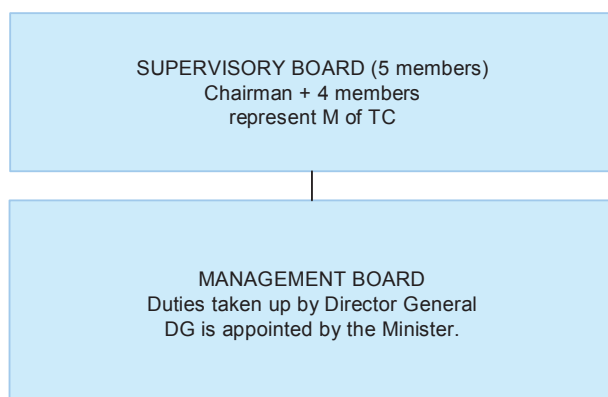 SUPERVISORY BOARD (5 members)
Chairman + 4 members
represent M of TC
MANAGEMENT BOARD
Duties taken up by Director General
DG is appointed by the Minister.